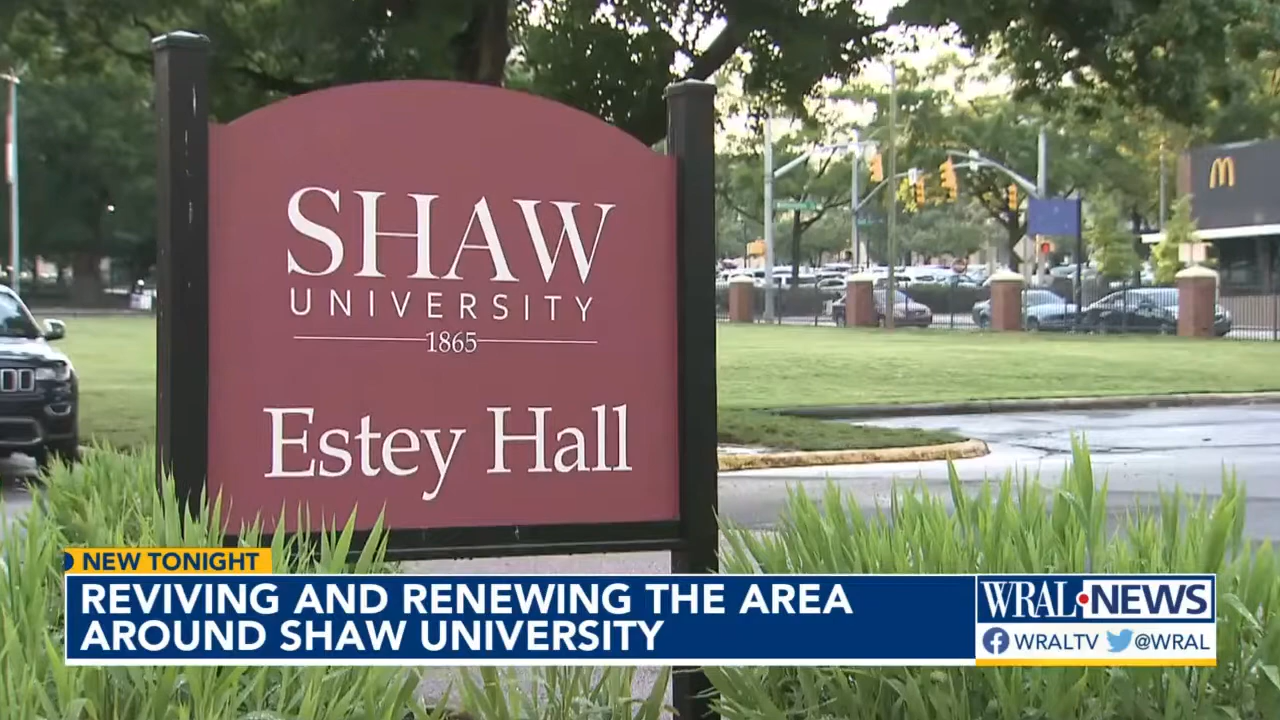 SHAW
UNIVERSITY
1865
Estey Hall
NEW TONIGHT
REVIVING AND RENEWING THE AREA
AROUND SHAW UNIVERSITY
WRAL NEWS
WRALTV @WRAL